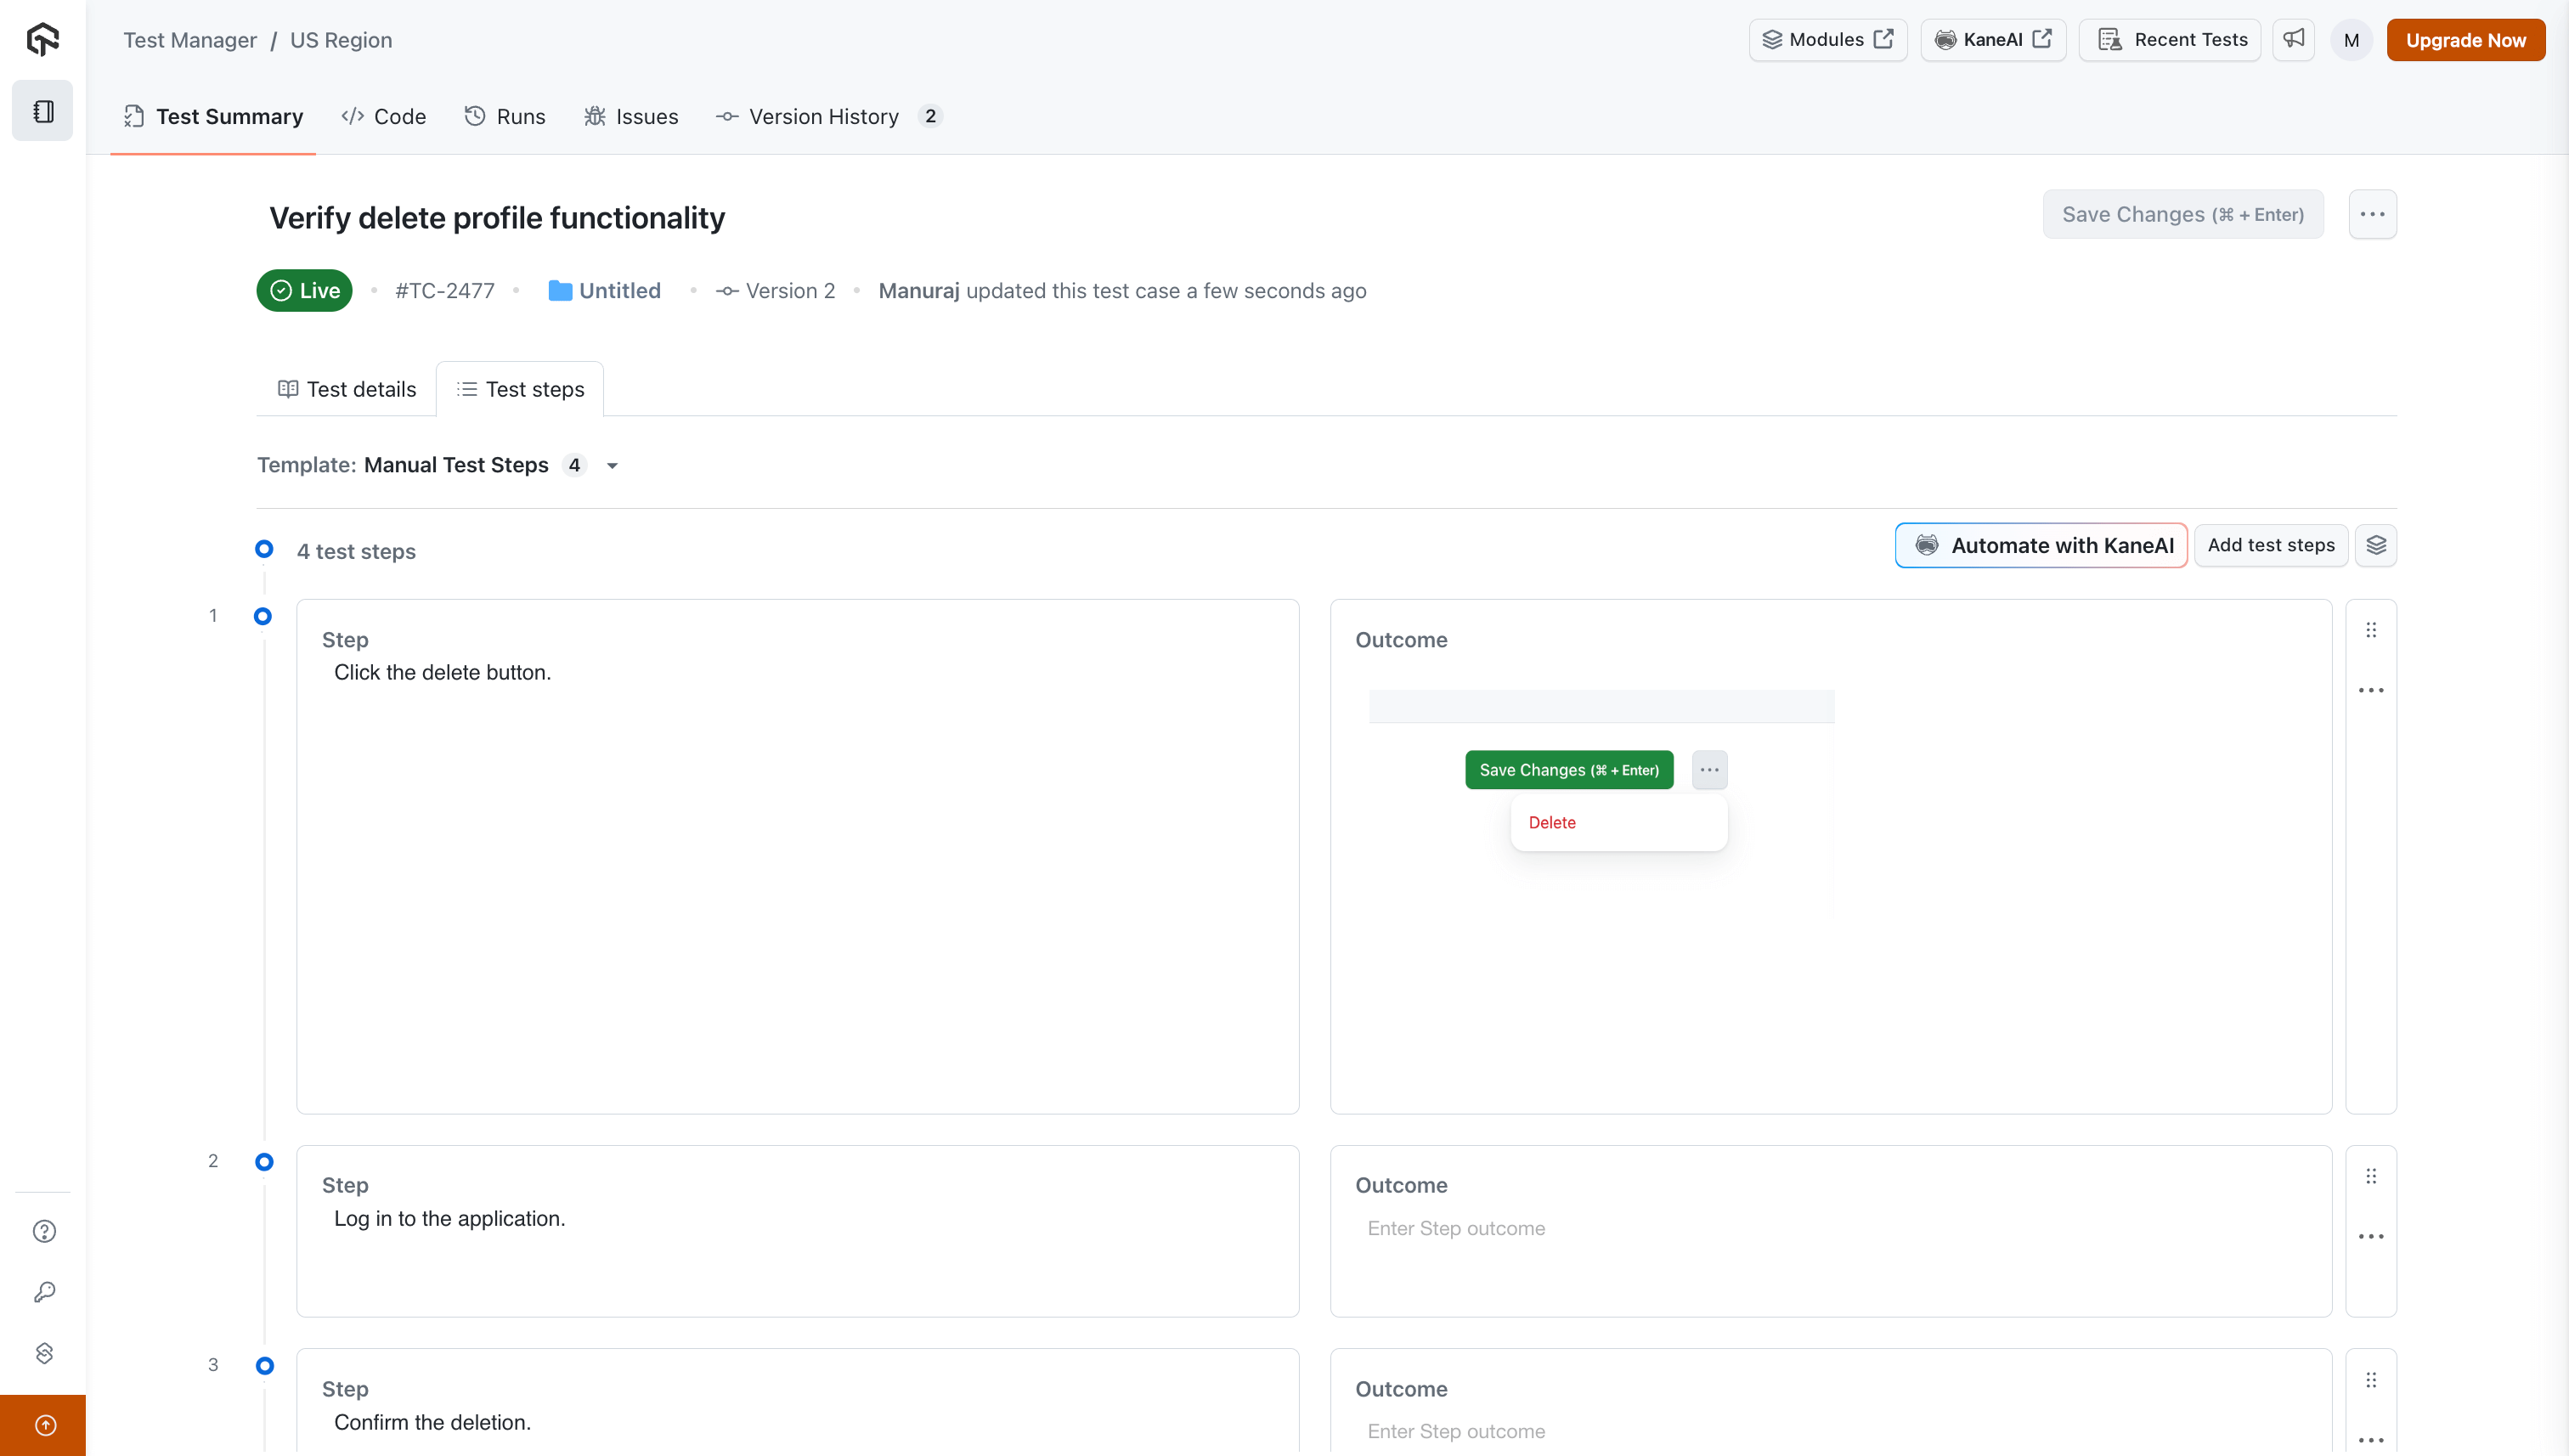 Test Manager / US Region
Modules
KaneAI
Recent Tests
M
Upgrade Now
Test Summary
Code
Runs
Issues
Version History 2
Verify delete profile functionality
Save Changes (⌘ + Enter)
Live
#TC-2477
Untitled
Version 2
Manuraj updated this test case a few seconds ago
Test details
Test steps
Template: Manual Test Steps 4
4 test steps
Automate with KaneAI
Add test steps
1
Step
Click the delete button.
Outcome
Save Changes (⌘ + Enter)
Delete
2
Step
Log in to the application.
Outcome
Enter Step outcome
3
Step
Confirm the deletion.
Outcome
Enter Step outcome